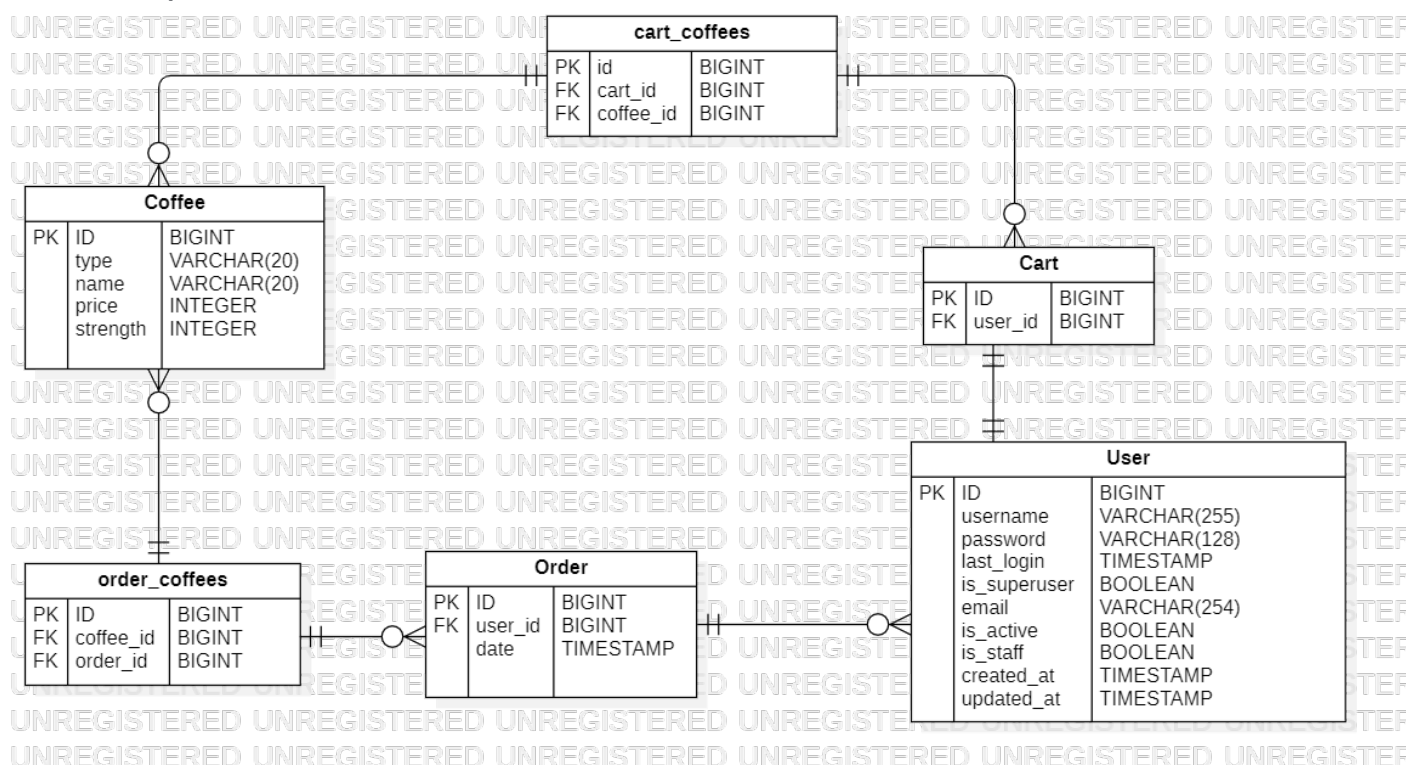 cart_coffees
PK id BIGINT
FK cart_id BIGINT
FK coffee_id BIGINT
Coffee
PK ID BIGINT
type VARCHAR(20)
name VARCHAR(20)
price INTEGER
strength INTEGER
Cart
PK ID BIGINT
FK user_id BIGINT
User
PK ID BIGINT
username VARCHAR(255)
password VARCHAR(128)
last_login TIMESTAMP
is_superuser BOOLEAN
email VARCHAR(254)
is_active BOOLEAN
is_staff BOOLEAN
created_at TIMESTAMP
updated_at TIMESTAMP
order_coffees
PK ID BIGINT
FK coffee_id BIGINT
FK order_id BIGINT
Order
PK ID BIGINT
FK user_id BIGINT
date TIMESTAMP
UNREGISTERED UNREGISTERED UNREGISTERED UNREGISTERED UNREGISTERED